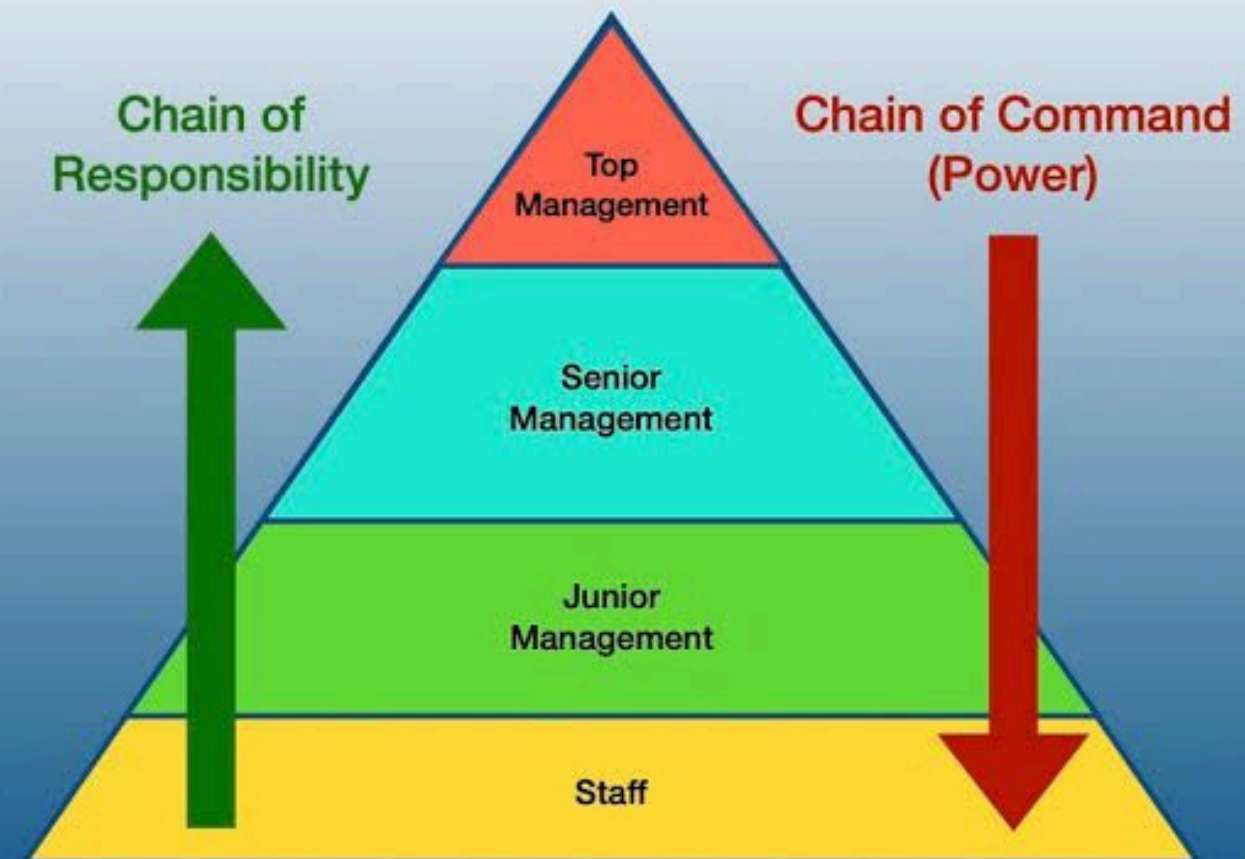 Chain of
Responsibility
Chain of Command
(Power)
Top
Management
Senior
Management
Junior
Management
Staff